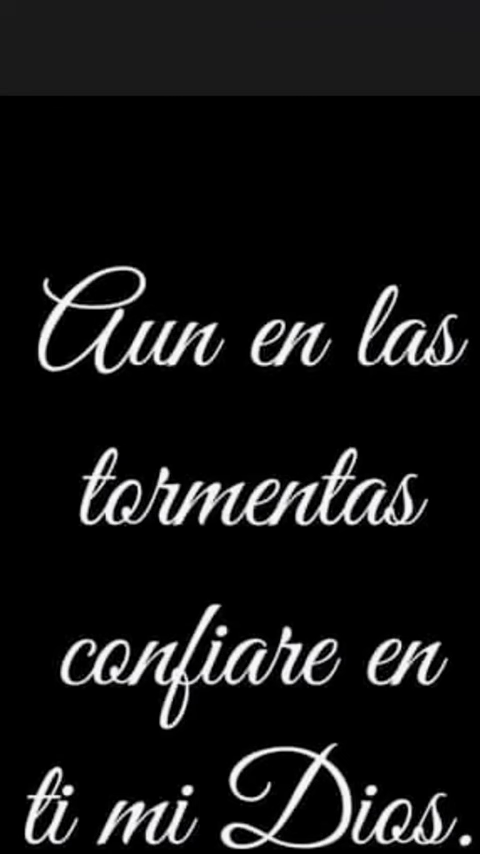 Aun en las
tormentas
confiare en
ti mi Dios.